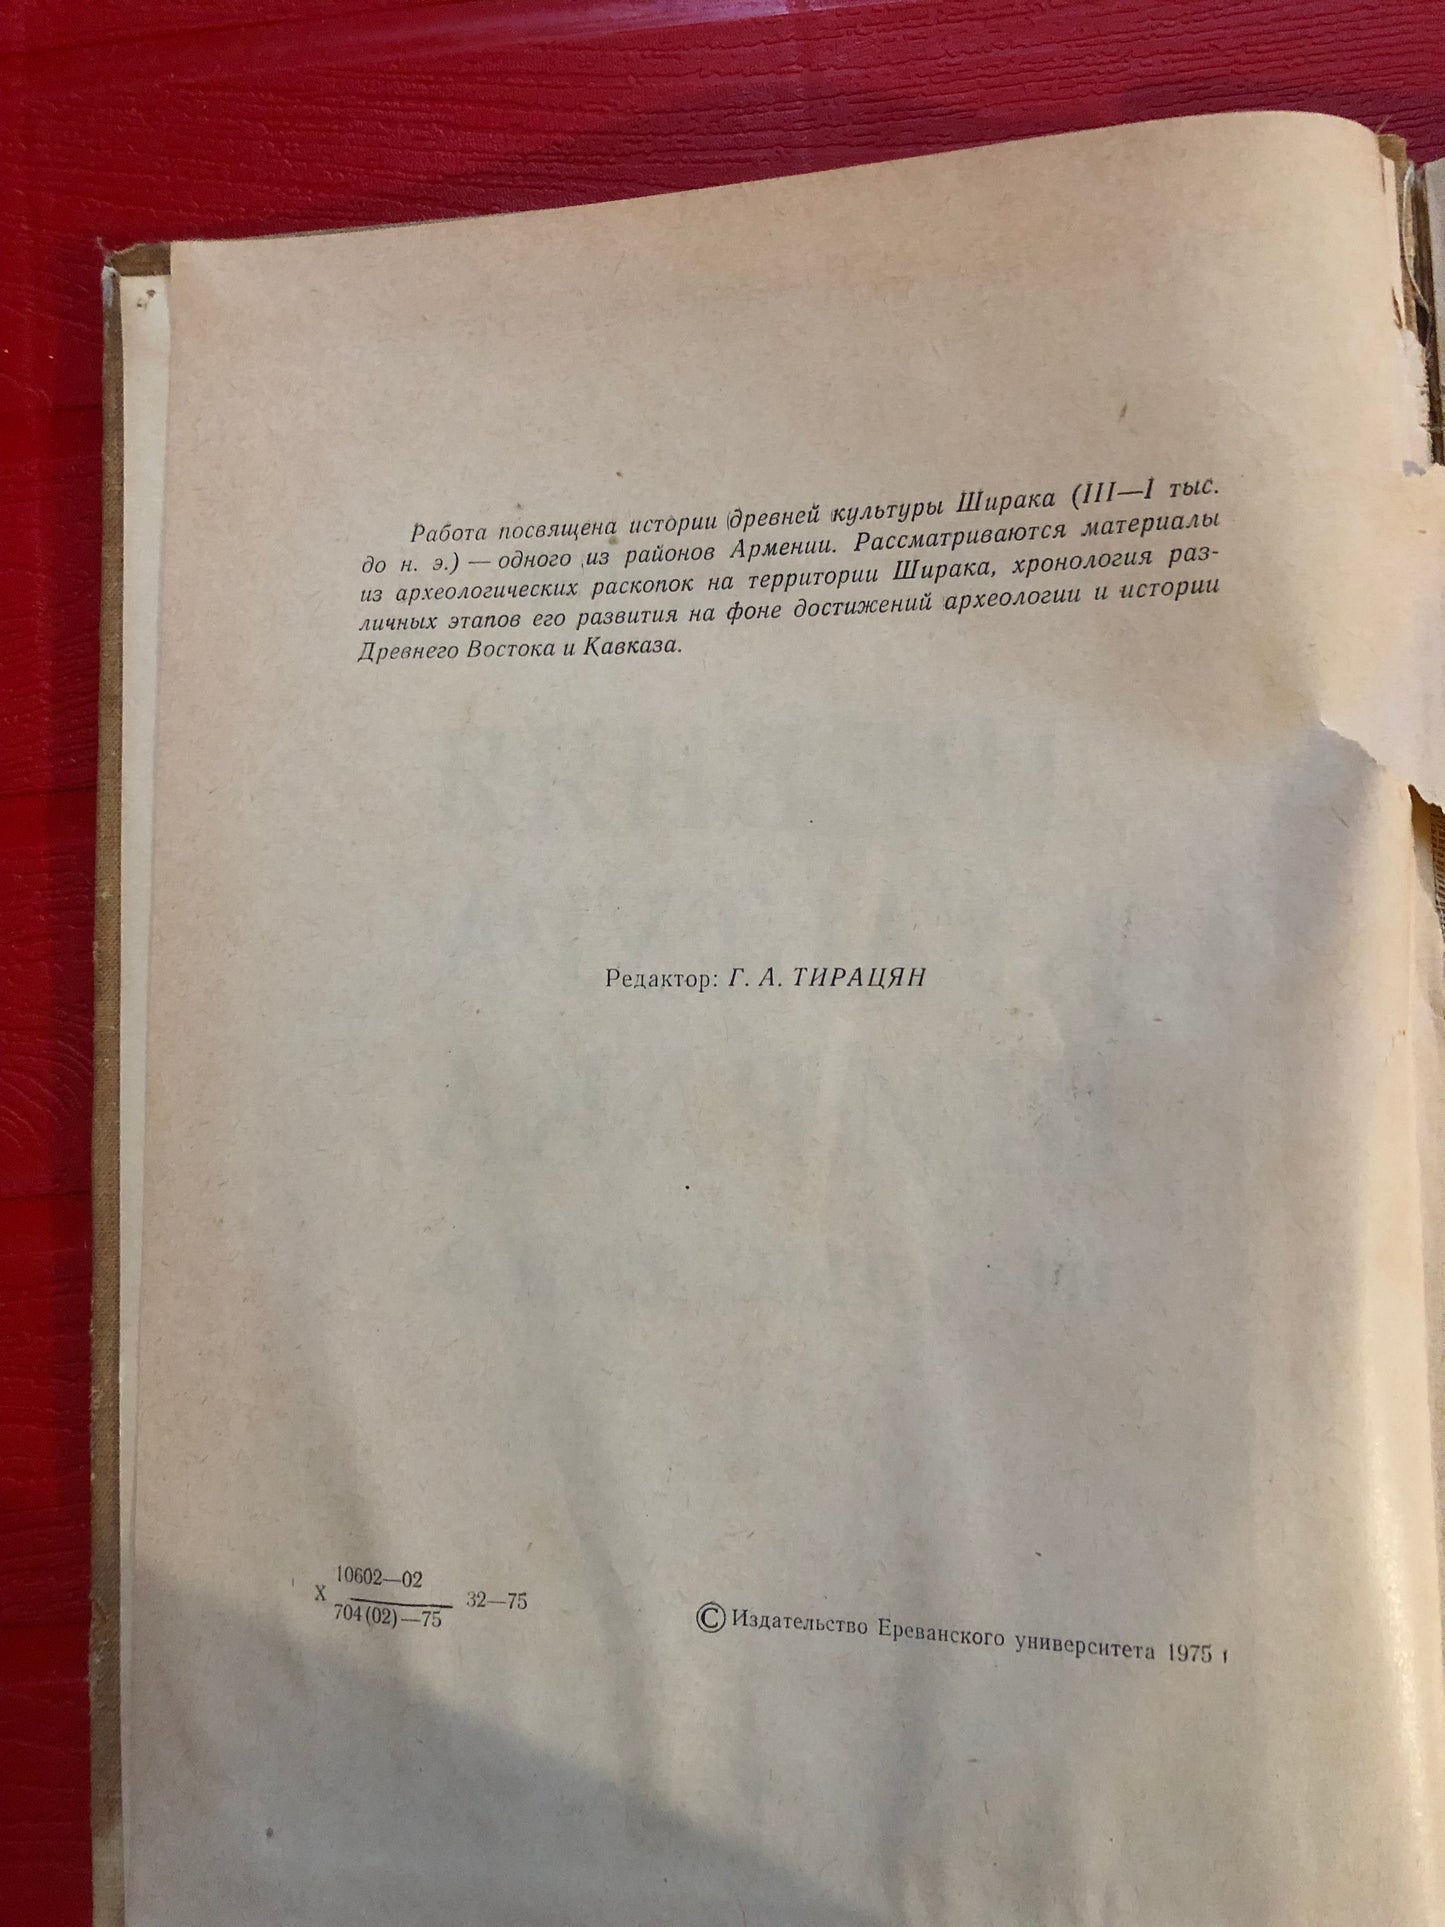 Работа посвящена истории древней культуры Ширака (III—I тыс.
до н. э.) — одного из районов Армении. Рассматриваются материалы
из археологических раскопок на территории Ширака, хронология раз-
личных этапов его развития на фоне достижений археологии и истории
Древнего Востока и Кавказа.
Редактор: Г. А. ТИРАЦЯН
10602—02
X 32—75
704(02)—75
© Издательство Ереванского университета 1975